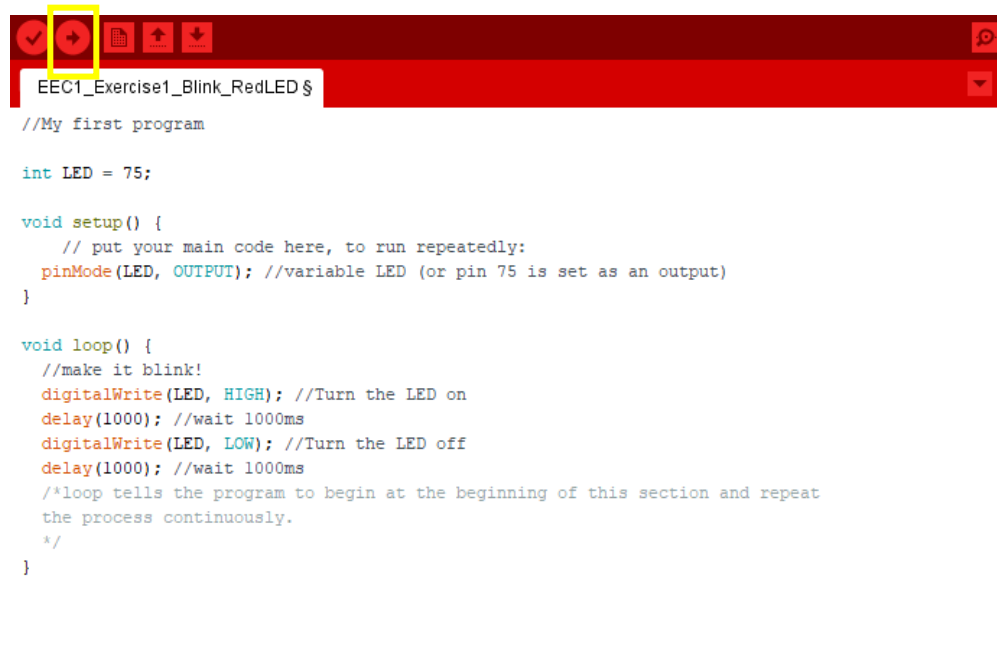 EEC1_Exercise1_Blink_RedLED §
//My first program
int LED = 75;
void setup() {
// put your main code here, to run repeatedly:
pinMode(LED, OUTPUT); //variable LED (or pin 75 is set as an output)
}
void loop() {
//make it blink!
digitalWrite(LED, HIGH); //Turn the LED on
delay(1000); //wait 1000ms
digitalWrite(LED, LOW); //Turn the LED off
delay(1000); //wait 1000ms
/*loop tells the program to begin at the beginning of this section and repeat
the process continuously.
*/
}